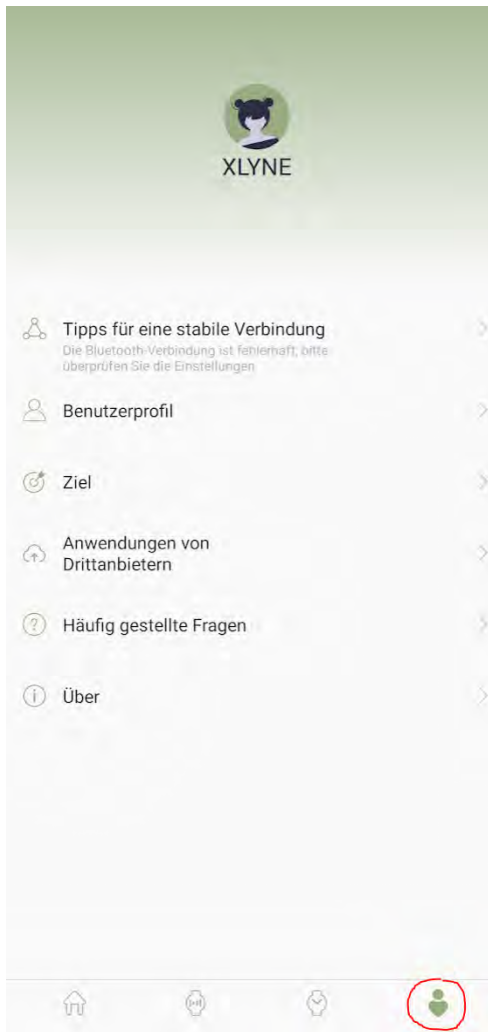 XLYNE
Tipps für eine stabile Verbindung
Die Bluetooth-Verbindung ist fehlerhaft, bitte
überprüfen Sie die Einstellungen
Benutzerprofil
Ziel
Anwendungen von
Drittanbietern
Häufig gestellte Fragen
Über